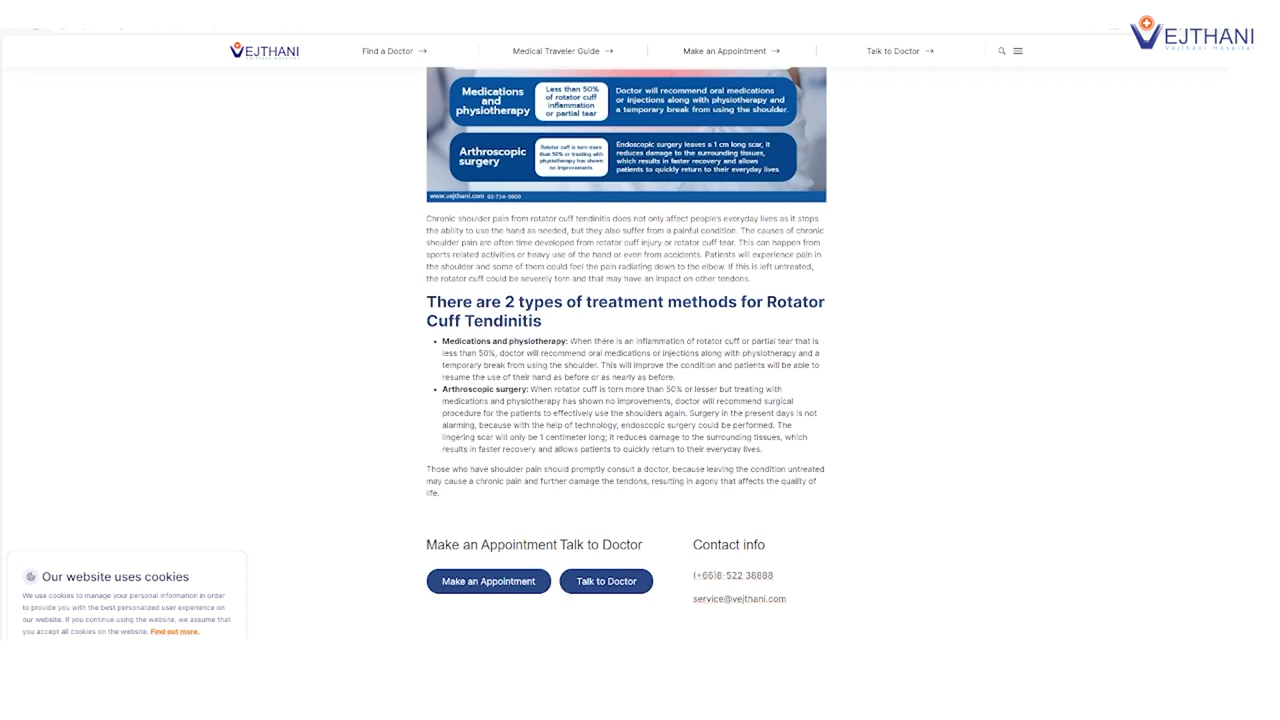 VEJTHANI
Vejthani Hospital
VEJTHANI
Find a Doctor →
Medical Traveler Guide →
Make an Appointment →
Talk to Doctor →
Medications
and
physiotherapy
Less than 50%
of rotator cuff
inflammation
or partial tear
Doctor will recommend oral medications
or injections along with physiotherapy and
a temporary break from using the shoulder.
Arthroscopic
surgery
Rotator cuff is torn more
than 50% or treating with
physiotherapy has shown
no improvements
Endoscopic surgery leaves a 1 cm long scar, it
reduces damage to the surrounding tissues,
which results in faster recovery and allows
patients to quickly return to their everyday lives.
www.vejthani.com 02-734-0000
Chronic shoulder pain from rotator cuff tendinitis does not only affect people's everyday lives as it stops
the ability to use the hand as needed, but they also suffer from a painful condition. The causes of chronic
shoulder pain are often time developed from rotator cuff injury or rotator cuff tear. This can happen from
sports related activities or heavy use of the hand or even from accidents. Patients will experience pain in
the shoulder and some of them could feel the pain radiating down to the elbow. If this is left untreated,
the rotator cuff could be severely torn and that may have an impact on other tendons.
There are 2 types of treatment methods for Rotator
Cuff Tendinitis
• Medications and physiotherapy: When there is an inflammation of rotator cuff or partial tear that is
less than 50%, doctor will recommend oral medications or injections along with physiotherapy and a
temporary break from using the shoulder. This will improve the condition and patients will be able to
resume the use of their hand as before or as nearly as before.
• Arthroscopic surgery: When rotator cuff is torn more than 50% or lesser but treating with
medications and physiotherapy has shown no improvements, doctor will recommend surgical
procedure for the patients to effectively use the shoulders again. Surgery in the present days is not
alarming, because with the help of technology, endoscopic surgery could be performed. The
lingering scar will only be 1 centimeter long; it reduces damage to the surrounding tissues, which
results in faster recovery and allows patients to quickly return to their everyday lives.
Those who have shoulder pain should promptly consult a doctor, because leaving the condition untreated
may cause a chronic pain and further damage the tendons, resulting in agony that affects the quality of
life.
Make an Appointment
Talk to Doctor
Contact info
Make an Appointment
Talk to Doctor
(+66)8-522 38888
service@vejthani.com
Our website uses cookies
We use cookies to manage your personal information in order
to provide you with the best personalized user experience on
our website. If you continue using the website, we assume that
you accept all cookies on the website. Find out more.